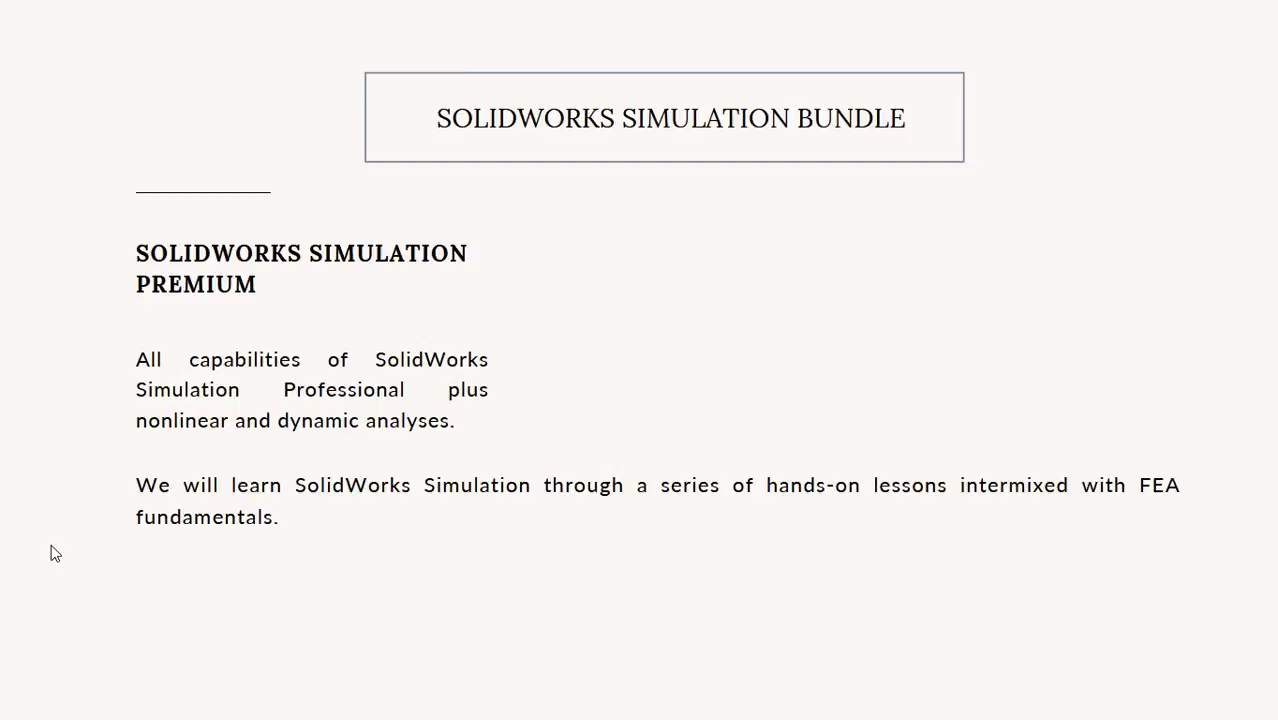 SOLIDWORKS SIMULATION BUNDLE
SOLIDWORKS SIMULATION
PREMIUM
All capabilities of SolidWorks
Simulation Professional plus
nonlinear and dynamic analyses.
We will learn SolidWorks Simulation through a series of hands-on lessons intermixed with FEA
fundamentals.